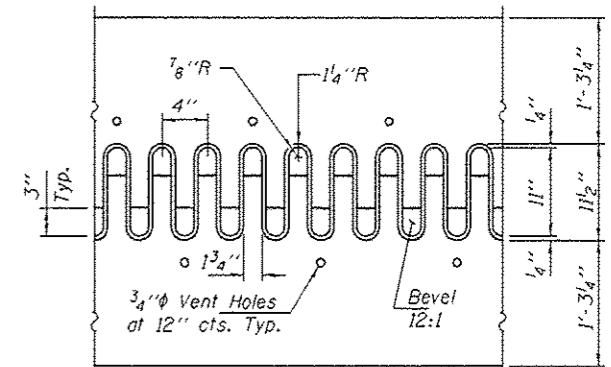 7/8"R
1 1/4"R
4"
3"
Typ.
1 3/4"
3/4"ϕ Vent Holes
at 12" cts. Typ.
Bevel
12:1
1'-3 1/4"
1/4"
11"
11 1/2"
1/4"
1'-3 1/4"